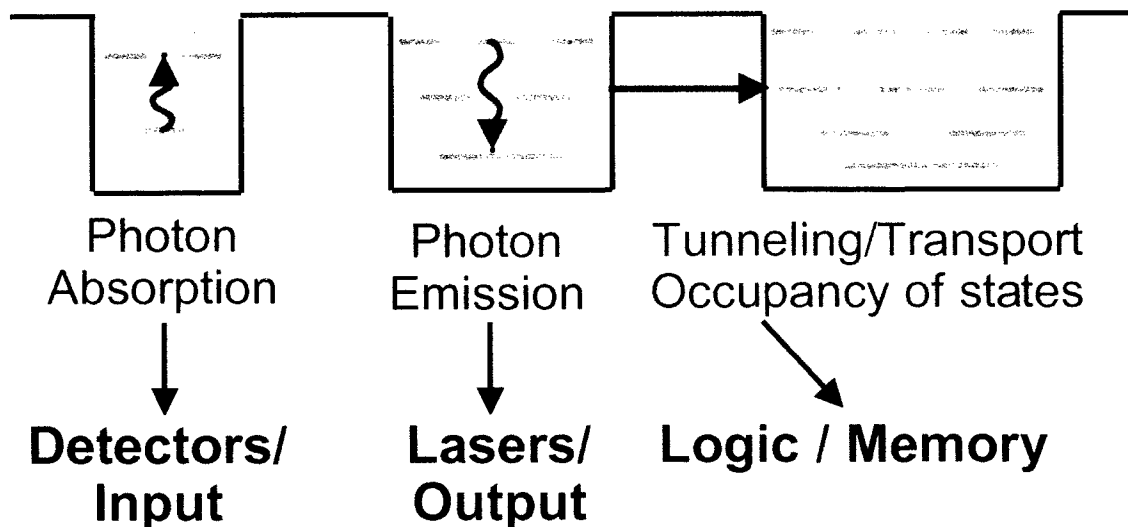 Photon
Absorption
Photon
Emission
Tunneling/Transport
Occupancy of states
Detectors/
Input
Lasers/
Output
Logic / Memory